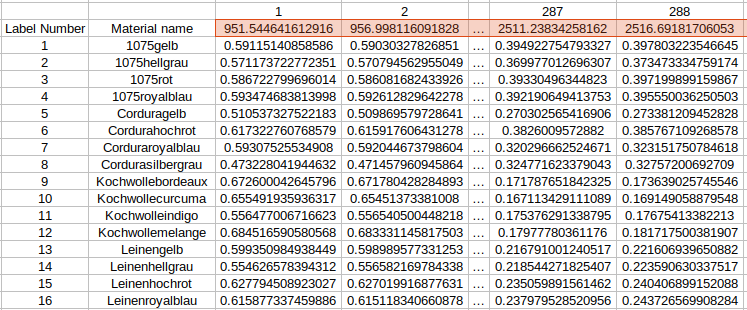 1 2 287 288
Label Number Material name 951.544641612916 956.998116091828 ... 2511.23834258162 2516.69181706053
1 1075gelb 0.59115140858586 0.59030327826851 ... 0.394922754793327 0.397803223546645
2 1075hellgrau 0.571173722772351 0.570794562955049 ... 0.369977012696307 0.373473334759174
3 1075rot 0.586722799696014 0.586081682433926 ... 0.39330496344823 0.397199899159867
4 1075royalblau 0.593474683813998 0.592612829642278 ... 0.392190649413753 0.395550036250503
5 Corduragelb 0.510537327522183 0.509869579728641 ... 0.270302565416906 0.273381209452828
6 Cordurahochrot 0.617322760768579 0.615917606431278 ... 0.3826009572882 0.385767109268578
7 Corduraroyalblau 0.59307525534908 0.592044673798604 ... 0.320296662524671 0.323151750784618
8 Cordurasilbergrau 0.473228041944632 0.471457960945864 ... 0.324771623379043 0.32757200692709
9 Kochwollebordeaux 0.672600042645796 0.671780428284893 ... 0.171787651842325 0.173639025745546
10 Kochwollecurcuma 0.655491935936317 0.65451373381008 ... 0.167113429111089 0.169149058879548
11 Kochwolleindigo 0.556477006716623 0.556540500448218 ... 0.175376291338795 0.17675413382213
12 Kochwollemelange 0.684516590580568 0.683331145817503 ... 0.17977780361176 0.181717500381907
13 Leinengelb 0.599350984938449 0.598989577331253 ... 0.216791001240517 0.221606939650882
14 Leinenhellgrau 0.554626578394312 0.556582169784338 ... 0.218544271825407 0.223590630337517
15 Leinenhochrot 0.627794508923027 0.627019916877631 ... 0.235059891561462 0.240406899152088
16 Leinenroyalblau 0.615877337459886 0.615118340660878 ... 0.237979528520956 0.243726569908284